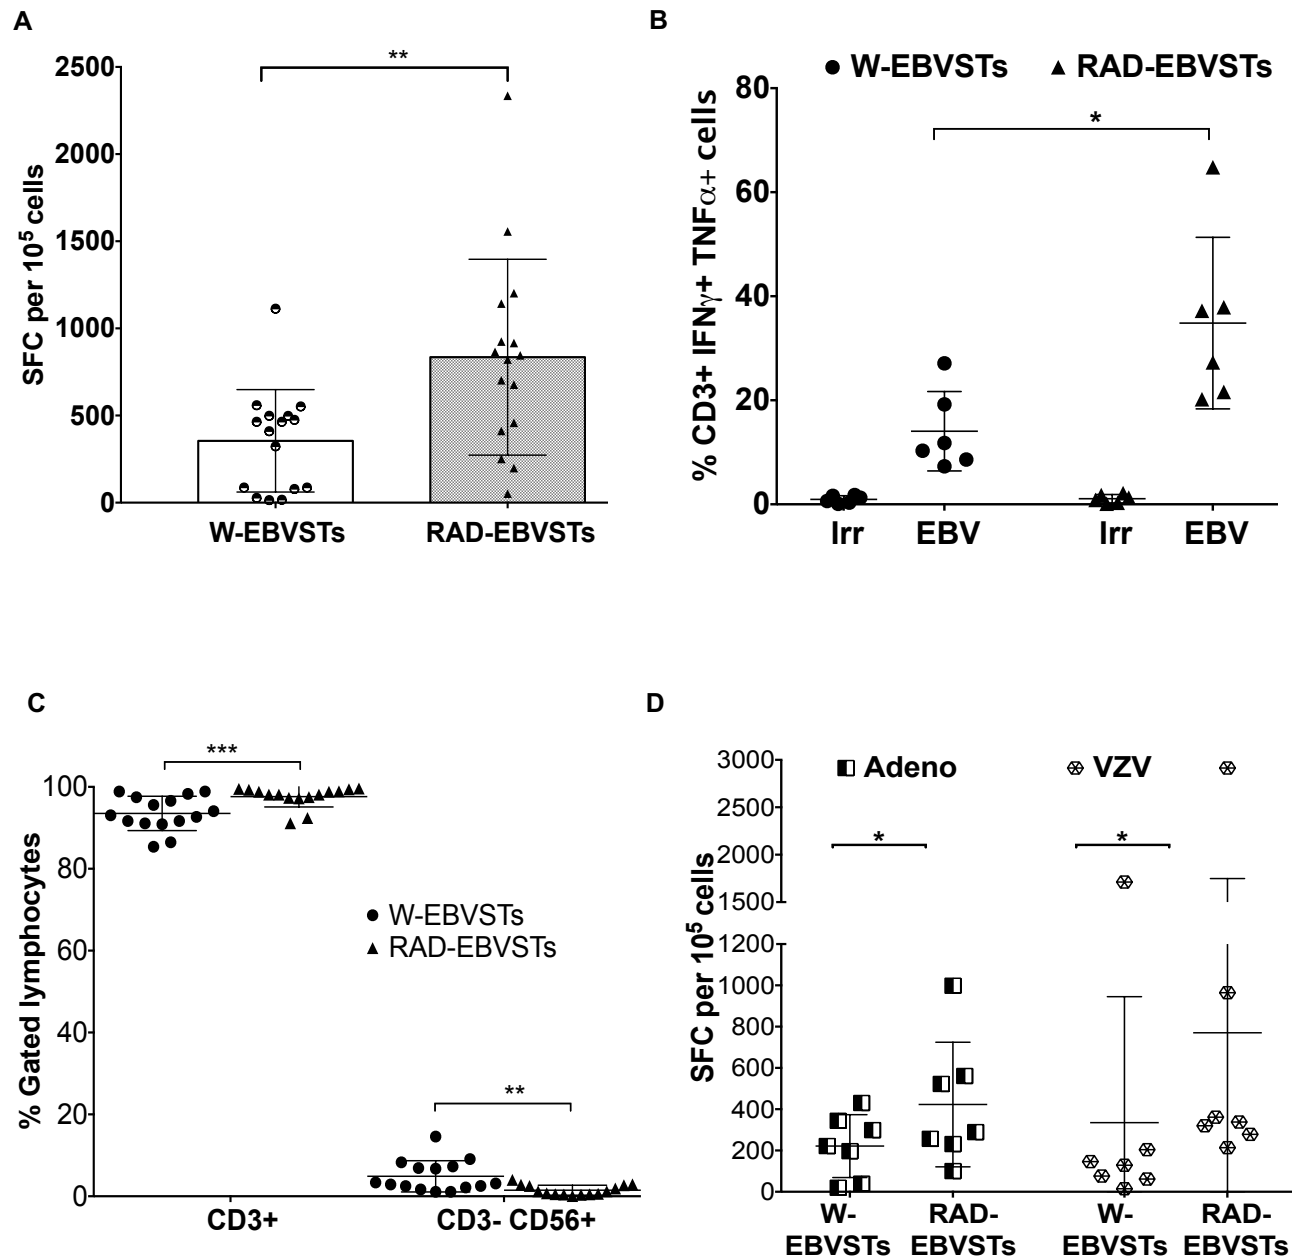 A
SFC per 10⁵ cells
2500
2000
1500
1000
500
0
**
W-EBVSTs
RAD-EBVSTs
B
W-EBVSTs
RAD-EBVSTs
% CD3+ IFNγ+ TNFα+ cells
80
60
40
20
0
*
Irr
EBV
Irr
EBV
C
% Gated lymphocytes
100
80
60
40
20
0
***
W-EBVSTs
RAD-EBVSTs
**
CD3+
CD3- CD56+
D
SFC per 10⁵ cells
3000
2500
2000
1500
1200
1000
800
600
400
200
0
Adeno
VZV
*
*
W-
EBVSTs
RAD-
EBVSTs
W-
EBVSTs
RAD-
EBVSTs